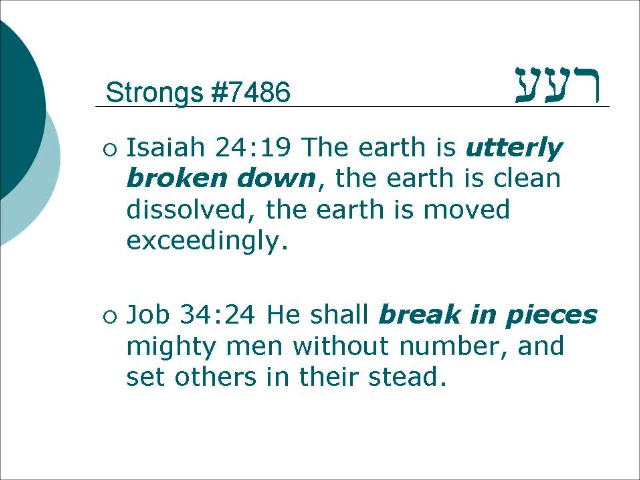 Strongs #7486 רעע
Isaiah 24:19 The earth is utterly
broken down, the earth is clean
dissolved, the earth is moved
exceedingly.
Job 34:24 He shall break in pieces
mighty men without number, and
set others in their stead.